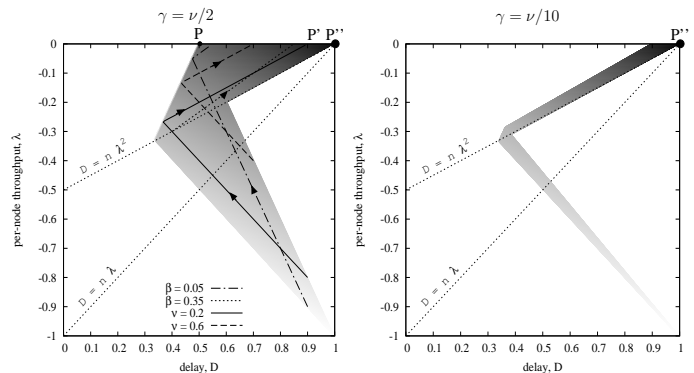 γ = ν/2
P P' P''
0
-0.1
-0.2
-0.3
-0.4
-0.5
-0.6
-0.7
-0.8
-0.9
-1
per-node throughput, λ
D = n λ²
D = n λ
β = 0.05
β = 0.35
ν = 0.2
ν = 0.6
0 0.1 0.2 0.3 0.4 0.5 0.6 0.7 0.8 0.9 1
delay, D
γ = ν/10
P''
0
-0.1
-0.2
-0.3
-0.4
-0.5
-0.6
-0.7
-0.8
-0.9
-1
per-node throughput, λ
D = n λ²
D = n λ
0 0.1 0.2 0.3 0.4 0.5 0.6 0.7 0.8 0.9 1
delay, D